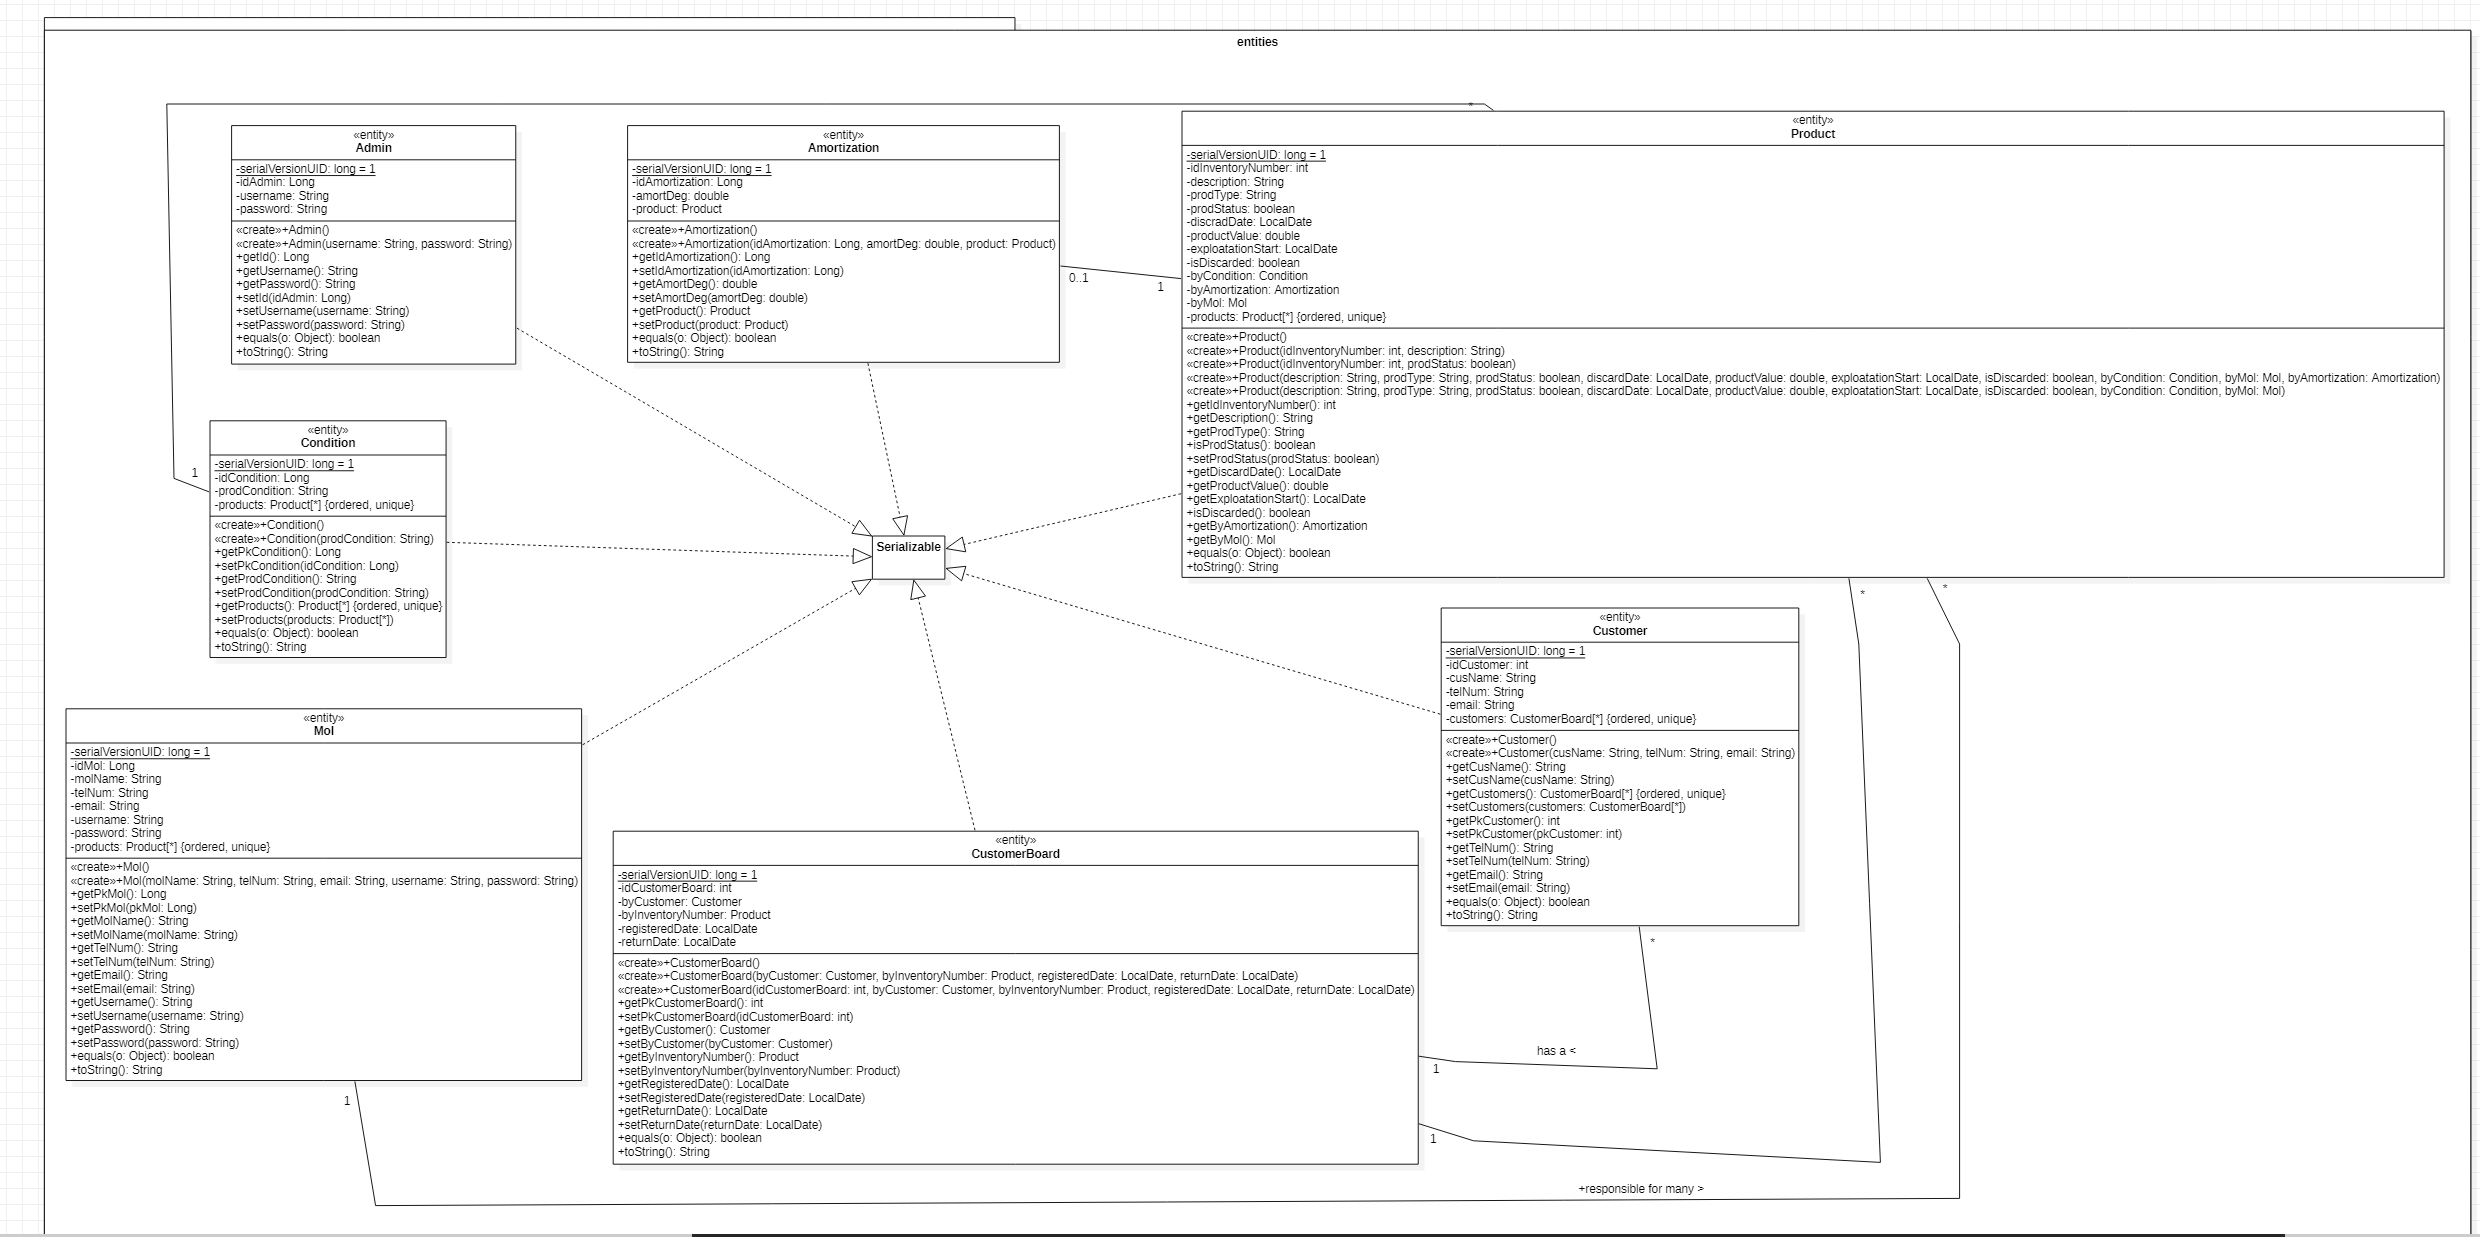 entities
*
«entity»
Admin
-serialVersionUID: long = 1
-idAdmin: Long
-username: String
-password: String
«create»+Admin()
«create»+Admin(username: String, password: String)
+getId(): Long
+getUsername(): String
+getPassword(): String
+setId(idAdmin: Long)
+setUsername(username: String)
+setPassword(password: String)
+equals(o: Object): boolean
+toString(): String
«entity»
Amortization
-serialVersionUID: long = 1
-idAmortization: Long
-amortDeg: double
-product: Product
«create»+Amortization()
«create»+Amortization(idAmortization: Long, amortDeg: double, product: Product)
+getIdAmortization(): Long
+setIdAmortization(idAmortization: Long)
+getAmortDeg(): double
+setAmortDeg(amortDeg: double)
+getProduct(): Product
+setProduct(product: Product)
+equals(o: Object): boolean
+toString(): String
0..1
1
«entity»
Product
-serialVersionUID: long = 1
-idInventoryNumber: int
-description: String
-prodType: String
-prodStatus: boolean
-discradDate: LocalDate
-productValue: double
-exploatationStart: LocalDate
-isDiscarded: boolean
-byCondition: Condition
-byAmortization: Amortization
-byMol: Mol
-products: Product[*] {ordered, unique}
«create»+Product()
«create»+Product(idInventoryNumber: int, description: String)
«create»+Product(idInventoryNumber: int, prodStatus: boolean)
«create»+Product(description: String, prodType: String, prodStatus: boolean, discardDate: LocalDate, productValue: double, exploatationStart: LocalDate, isDiscarded: boolean, byCondition: Condition, byMol: Mol, byAmortization: Amortization)
«create»+Product(description: String, prodType: String, prodStatus: boolean, discardDate: LocalDate, productValue: double, exploatationStart: LocalDate, isDiscarded: boolean, byCondition: Condition, byMol: Mol)
+getIdInventoryNumber(): int
+getDescription(): String
+getProdType(): String
+isProdStatus(): boolean
+setProdStatus(prodStatus: boolean)
+getDiscardDate(): LocalDate
+getProductValue(): double
+getExploatationStart(): LocalDate
+isDiscarded(): boolean
+getByAmortization(): Amortization
+getByMol(): Mol
+equals(o: Object): boolean
+toString(): String
1
«entity»
Condition
-serialVersionUID: long = 1
-idCondition: Long
-prodCondition: String
-products: Product[*] {ordered, unique}
«create»+Condition()
«create»+Condition(prodCondition: String)
+getPkCondition(): Long
+setPkCondition(idCondition: Long)
+getProdCondition(): String
+setProdCondition(prodCondition: String)
+getProducts(): Product[*] {ordered, unique}
+setProducts(products: Product[*])
+equals(o: Object): boolean
+toString(): String
Serializable
*
*
«entity»
Customer
-serialVersionUID: long = 1
-idCustomer: int
-cusName: String
-telNum: String
-email: String
-customers: CustomerBoard[*] {ordered, unique}
«create»+Customer()
«create»+Customer(cusName: String, telNum: String, email: String)
+getCusName(): String
+setCusName(cusName: String)
+getCustomers(): CustomerBoard[*] {ordered, unique}
+setCustomers(customers: CustomerBoard[*])
+getPkCustomer(): int
+setPkCustomer(pkCustomer: int)
+getTelNum(): String
+setTelNum(telNum: String)
+getEmail(): String
+setEmail(email: String)
+equals(o: Object): boolean
+toString(): String
*
«entity»
Mol
-serialVersionUID: long = 1
-idMol: Long
-molName: String
-telNum: String
-email: String
-username: String
-password: String
-products: Product[*] {ordered, unique}
«create»+Mol()
«create»+Mol(molName: String, telNum: String, email: String, username: String, password: String)
+getPkMol(): Long
+setPkMol(pkMol: Long)
+getMolName(): String
+setMolName(molName: String)
+getTelNum(): String
+setTelNum(telNum: String)
+getEmail(): String
+setEmail(email: String)
+getUsername(): String
+setUsername(username: String)
+getPassword(): String
+setPassword(password: String)
+equals(o: Object): boolean
+toString(): String
1
«entity»
CustomerBoard
-serialVersionUID: long = 1
-idCustomerBoard: int
-byCustomer: Customer
-byInventoryNumber: Product
-registeredDate: LocalDate
-returnDate: LocalDate
«create»+CustomerBoard()
«create»+CustomerBoard(byCustomer: Customer, byInventoryNumber: Product, registeredDate: LocalDate, returnDate: LocalDate)
«create»+CustomerBoard(idCustomerBoard: int, byCustomer: Customer, byInventoryNumber: Product, registeredDate: LocalDate, returnDate: LocalDate)
+getPkCustomerBoard(): int
+setPkCustomerBoard(idCustomerBoard: int)
+getByCustomer(): Customer
+setByCustomer(byCustomer: Customer)
+getByInventoryNumber(): Product
+setByInventoryNumber(byInventoryNumber: Product)
+getRegisteredDate(): LocalDate
+setRegisteredDate(registeredDate: LocalDate)
+getReturnDate(): LocalDate
+setReturnDate(returnDate: LocalDate)
+equals(o: Object): boolean
+toString(): String
has a <
1
1
+responsible for many >